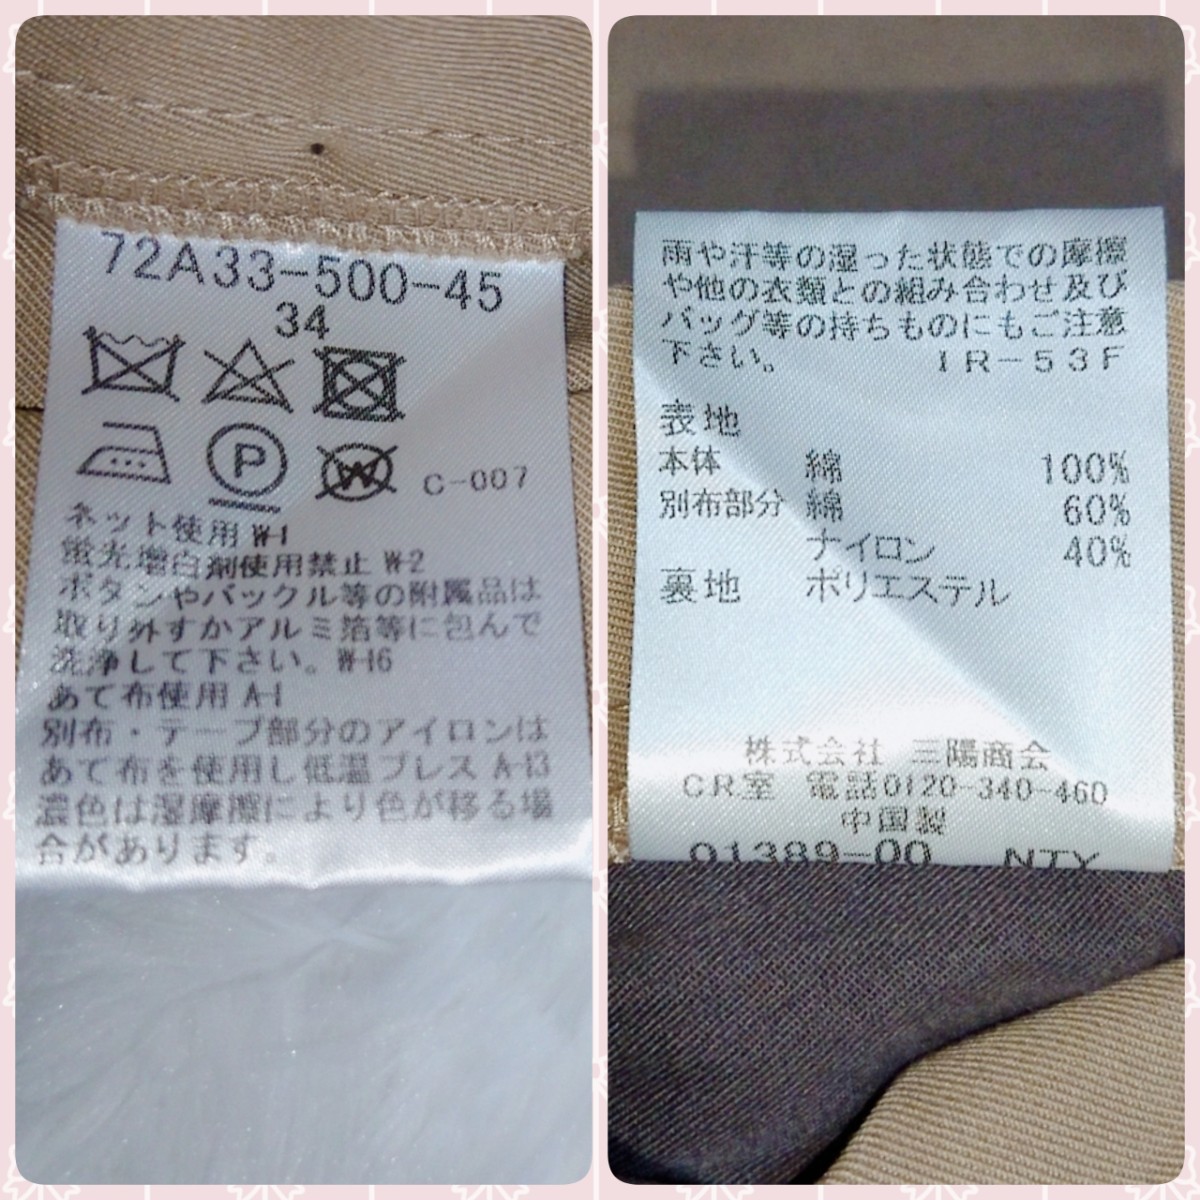 72A33-500-45
34
P
W
C-007
ネット使用 W-1
蛍光増白剤使用禁止 W-2
ボタンやバックル等の附属品は
取り外すかアルミ箔等に包んで
洗浄して下さい。W-16
あて布使用 A-1
別布・テープ部分のアイロンは
あて布を使用し低温プレス A-13
濃色は湿摩擦により色が移る場
合があります。
雨や汗等の湿った状態での摩擦
や他の衣類との組み合わせ及び
バッグ等の持ちものにもご注意
下さい。 IR-53F
表地
本体 綿 100%
別布部分 綿 60%
ナイロン 40%
裏地 ポリエステル
株式会社 三陽商会
CR室 電話0120-340-460
中国製
01389-00 NTY